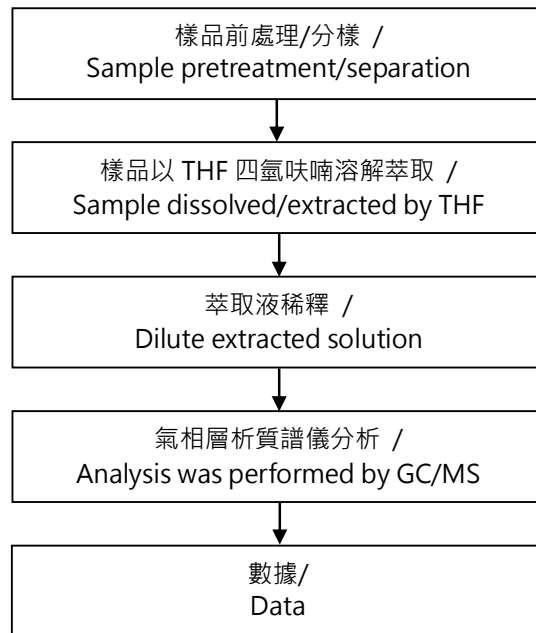 樣品前處理/分樣 /
Sample pretreatment/separation
樣品以 THF 四氫呋喃溶解萃取 /
Sample dissolved/extracted by THF
萃取液稀釋 /
Dilute extracted solution
氣相層析質譜儀分析 /
Analysis was performed by GC/MS
數據/
Data